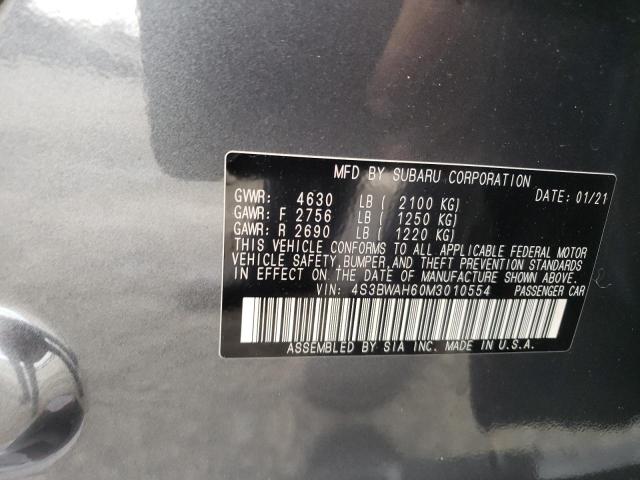 MFD BY SUBARU CORPORATION
DATE: 01/21
GVWR: 4630 LB ( 2100 KG)
GAWR: F 2756 LB ( 1250 KG)
GAWR: R 2690 LB ( 1220 KG)
THIS VEHICLE CONFORMS TO ALL APPLICABLE FEDERAL MOTOR
VEHICLE SAFETY, BUMPER, AND THEFT PREVENTION STANDARDS
IN EFFECT ON THE DATE OF MANUFACTURE SHOWN ABOVE.
VIN: 4S3BWAH60M3010554 PASSENGER CAR
ASSEMBLED BY SIA INC. MADE IN U.S.A.